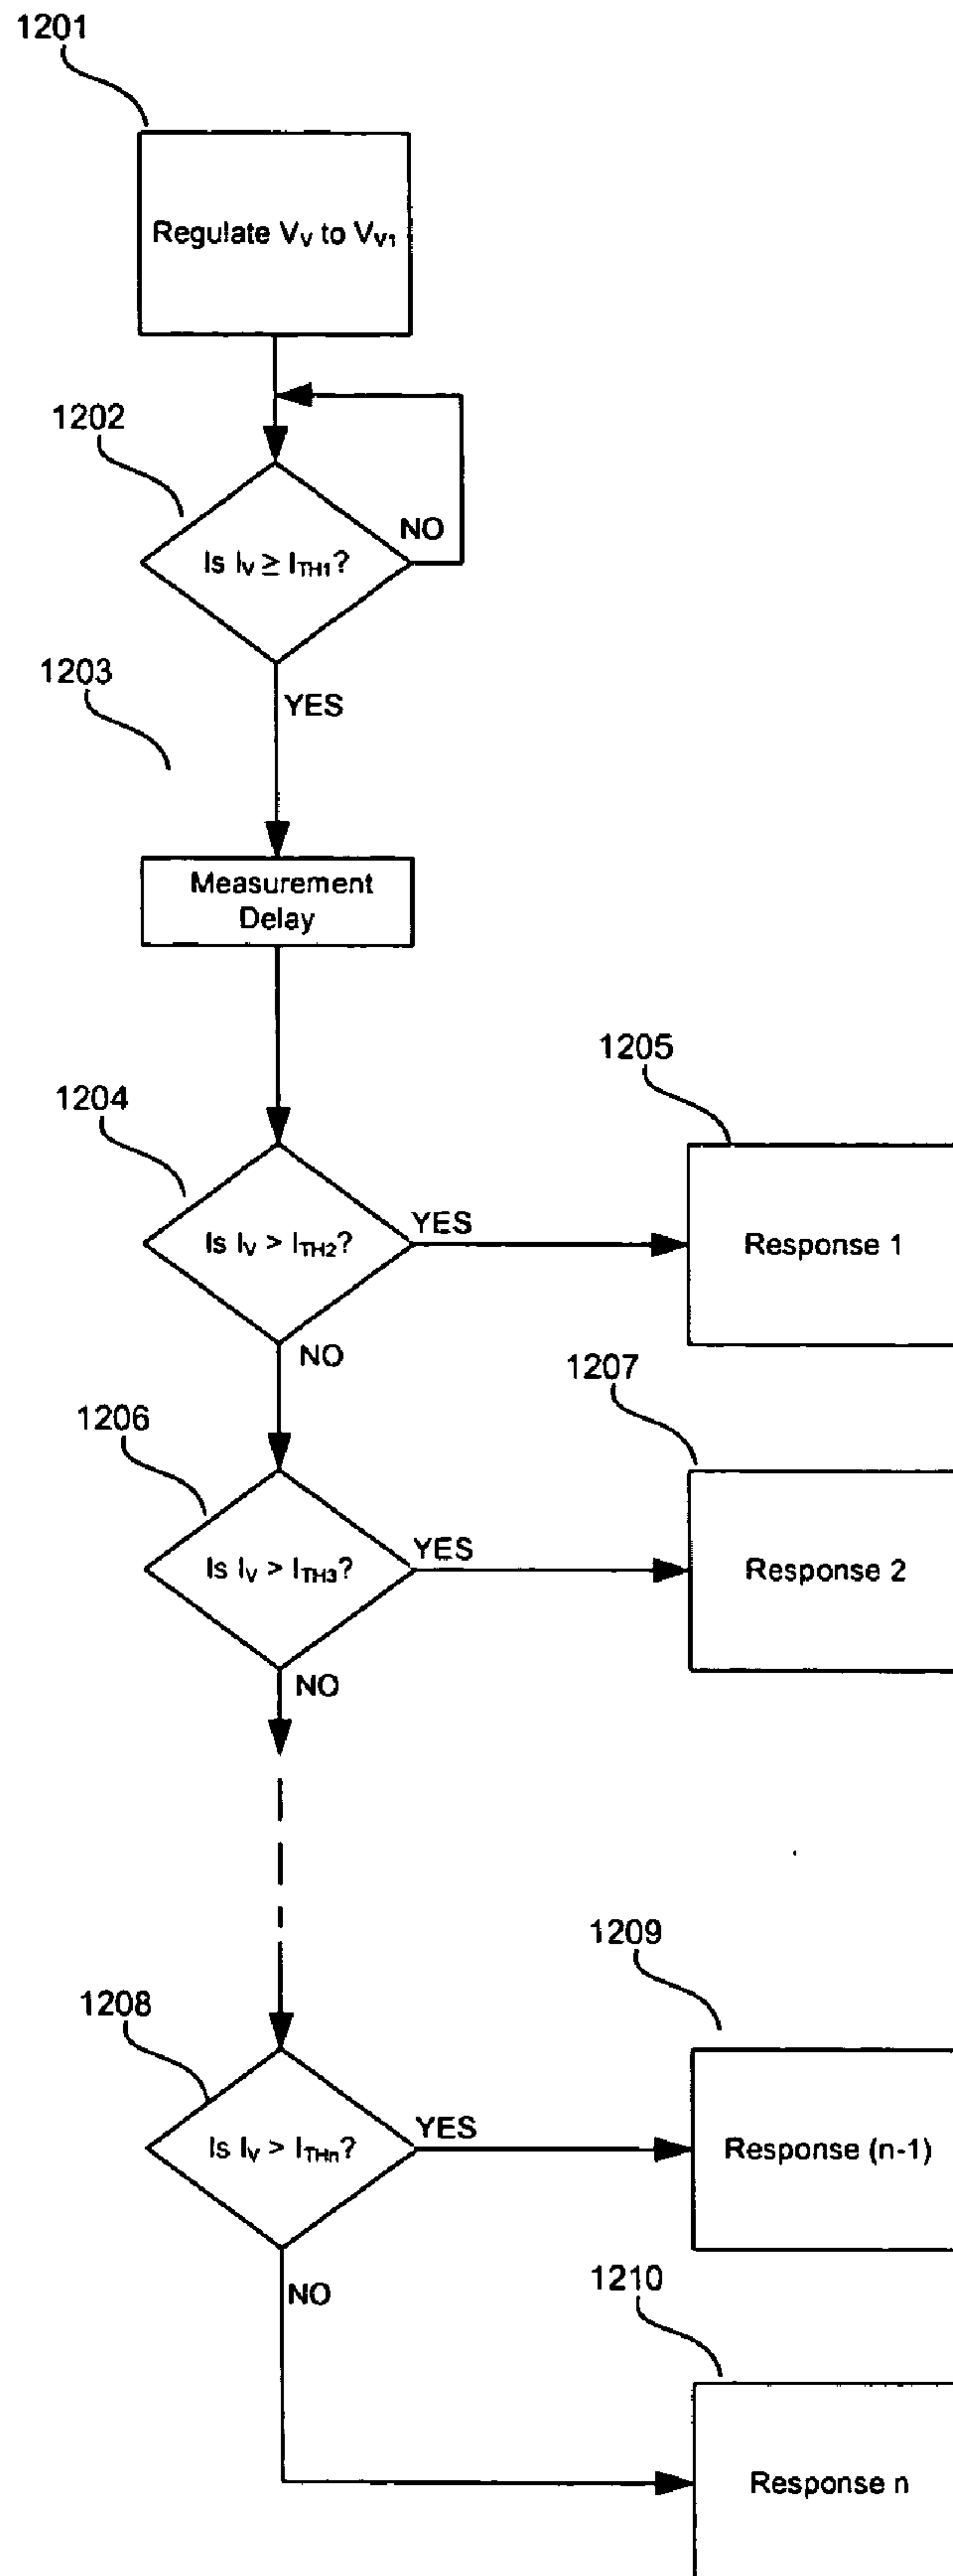 1201
Regulate V_V to V_V1
1202
NO
Is I_V ≥ I_TH1?
1203
YES
Measurement
Delay
1205
1204
YES
Is I_V > I_TH2?
Response 1
NO
1207
1206
YES
Is I_V > I_TH3?
Response 2
NO
1209
1208
YES
Is I_V > I_THn?
Response (n-1)
1210
NO
Response n